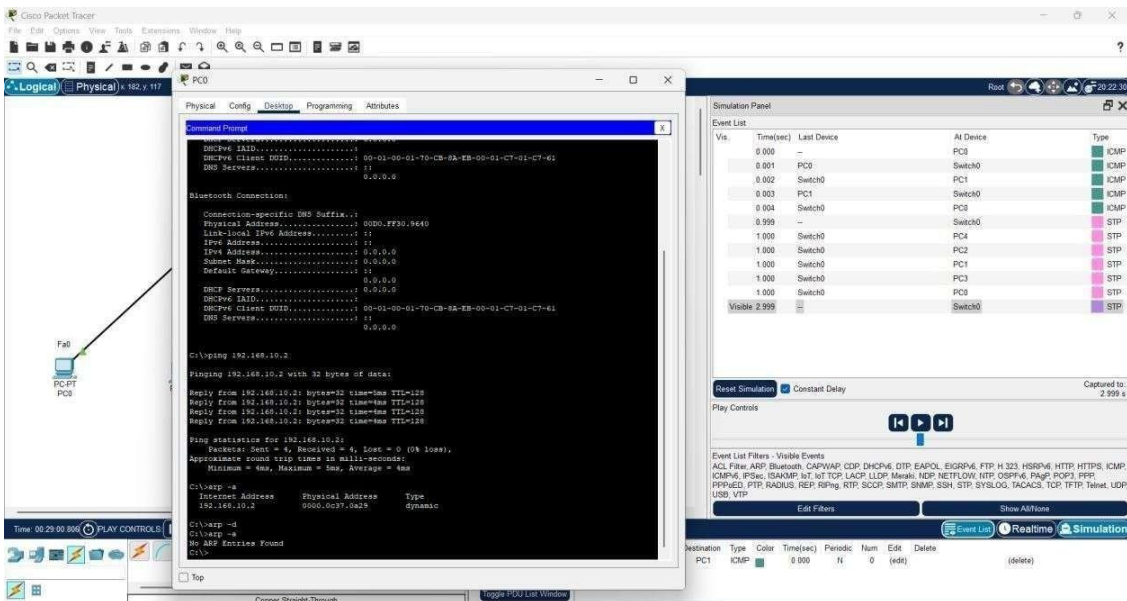 Cisco Packet Tracer
File Edit Options View Tools Extensions Window Help
?
Logical Physical x: 182, y: 117
Root 20:22:30
PC0
Physical Config Desktop Programming Attributes
Command Prompt X
DHCPv6 IAID.....................:
DHCPv6 Client DUID..............: 00-01-00-01-70-CB-8A-EB-00-01-C7-01-C7-61
DNS Servers.....................: ::
0.0.0.0
Bluetooth Connection:
Connection-specific DNS Suffix..:
Physical Address................: 00D0.FF30.9640
Link-local IPv6 Address.........: ::
IPv6 Address....................: ::
IPv4 Address....................: 0.0.0.0
Subnet Mask.....................: 0.0.0.0
Default Gateway.................: ::
0.0.0.0
DHCP Servers....................: 0.0.0.0
DHCPv6 IAID.....................:
DHCPv6 Client DUID..............: 00-01-00-01-70-CB-8A-EB-00-01-C7-01-C7-61
DNS Servers.....................: ::
0.0.0.0
C:\>ping 192.168.10.2
Pinging 192.168.10.2 with 32 bytes of data:
Reply from 192.168.10.2: bytes=32 time=5ms TTL=128
Reply from 192.168.10.2: bytes=32 time=4ms TTL=128
Reply from 192.168.10.2: bytes=32 time=4ms TTL=128
Reply from 192.168.10.2: bytes=32 time=4ms TTL=128
Ping statistics for 192.168.10.2:
Packets: Sent = 4, Received = 4, Lost = 0 (0% loss),
Approximate round trip times in milli-seconds:
Minimum = 4ms, Maximum = 5ms, Average = 4ms
C:\>arp -a
Internet Address Physical Address Type
192.168.10.2 0000.0c37.0a29 dynamic
C:\>arp -d
C:\>arp -a
No ARP Entries Found
C:\>
Top
Fa0
PC-PT
PC0
Simulation Panel
Event List
Vis. Time(sec) Last Device At Device Type
0.000 -- PC0 ICMP
0.001 PC0 Switch0 ICMP
0.002 Switch0 PC1 ICMP
0.003 PC1 Switch0 ICMP
0.004 Switch0 PC0 ICMP
0.999 -- Switch0 STP
1.000 Switch0 PC4 STP
1.000 Switch0 PC2 STP
1.000 Switch0 PC1 STP
1.000 Switch0 PC3 STP
1.000 Switch0 PC0 STP
Visible 2.999 -- Switch0 STP
Reset Simulation Constant Delay Captured to:
2.999 s
Play Controls
Event List Filters - Visible Events
ACL Filter, ARP, Bluetooth, CAPWAP, CDP, DHCPv6, DTP, EAPOL, EIGRPv6, FTP, H.323, HSRPv6, HTTP, HTTPS, ICMP,
ICMPv6, IPSec, ISAKMP, IoT, IoT TCP, LACP, LLDP, Meraki, NDP, NETFLOW, NTP, OSPFv6, PAgP, POP3, PPP,
PPPoED, PTP, RADIUS, REP, RIPng, RTP, SCCP, SMTP, SNMP, SSH, STP, SYSLOG, TACACS, TCP, TFTP, Telnet, UDP,
USB, VTP
Edit Filters Show All/None
Time: 00:29:00.806 PLAY CONTROLS:
Event List Realtime Simulation
Destination Type Color Time(sec) Periodic Num Edit Delete
PC1 ICMP 0.000 N 0 (edit) (delete)
Copper Straight-Through
Toggle PDU List Window